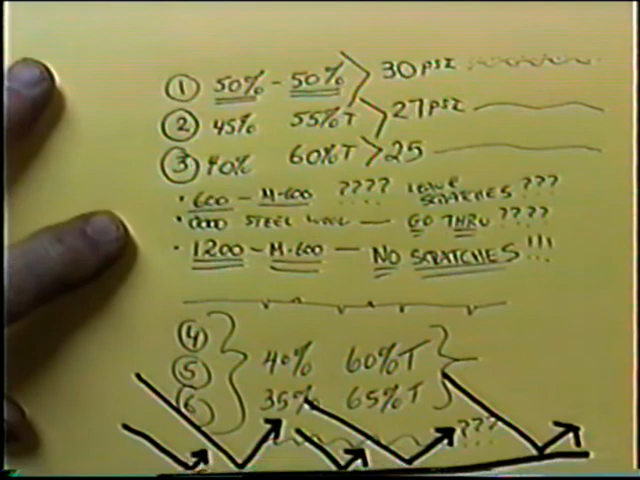 ① 50% - 50% 30 PSI
② 45% 55%T 27 PSI
③ 40% 60%T 25
• 600 - M-600 ???? LEAVE SCRATCHES ???
• 0000 STEEL WOOL — GO THRU ????
• 1200 - M-600 — NO SCRATCHES !!!
④
⑤ 40% 60%T
⑥ 35% 65%T
???